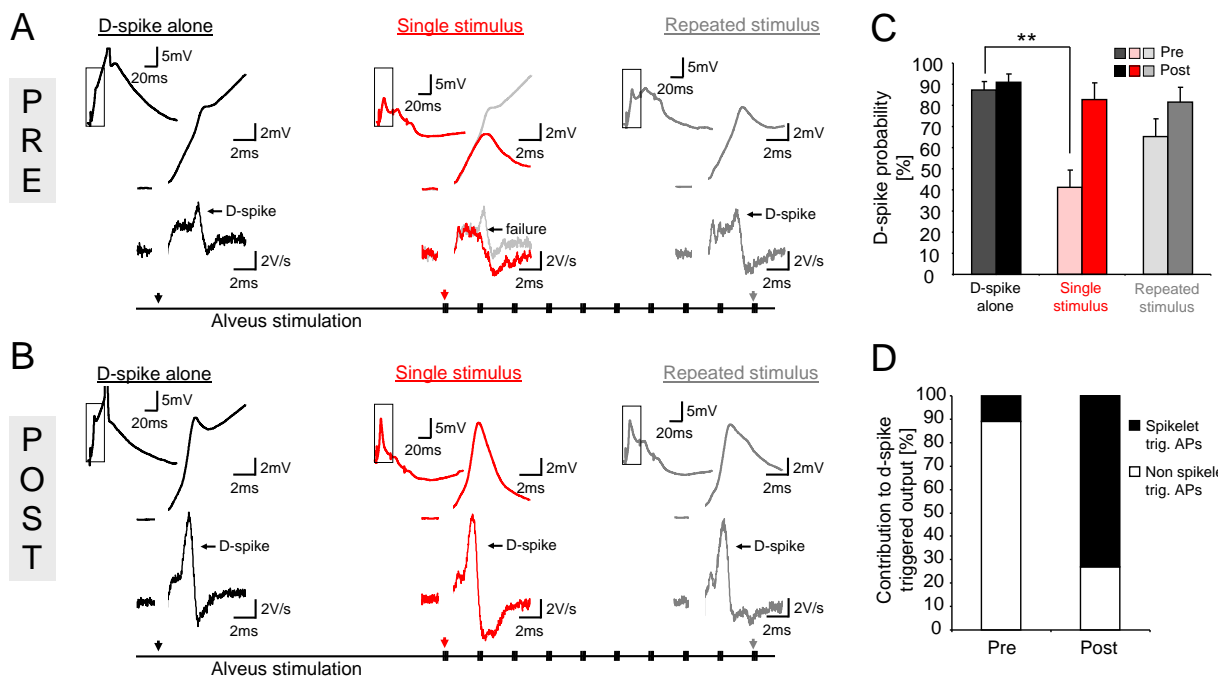 A
D-spike alone
Single stimulus
Repeated stimulus
P
R
E
5mV
20ms
2mV
2ms
D-spike
2V/s
2ms
5mV
20ms
2mV
2ms
failure
2V/s
2ms
5mV
20ms
2mV
2ms
D-spike
2V/s
2ms
Alveus stimulation
B
D-spike alone
Single stimulus
Repeated stimulus
P
O
S
T
5mV
20ms
2mV
2ms
D-spike
2V/s
2ms
5mV
20ms
2mV
2ms
D-spike
2V/s
2ms
5mV
20ms
2mV
2ms
D-spike
2V/s
2ms
Alveus stimulation
C
**
Pre
Post
D-spike probability
[%]
100
90
80
70
60
50
40
30
20
10
0
D-spike
alone
Single
stimulus
Repeated
stimulus
D
Contribution to d-spike
triggered output [%]
100
90
80
70
60
50
40
30
20
10
0
Pre
Post
Spikelet
trig. APs
Non spikele
trig. APs